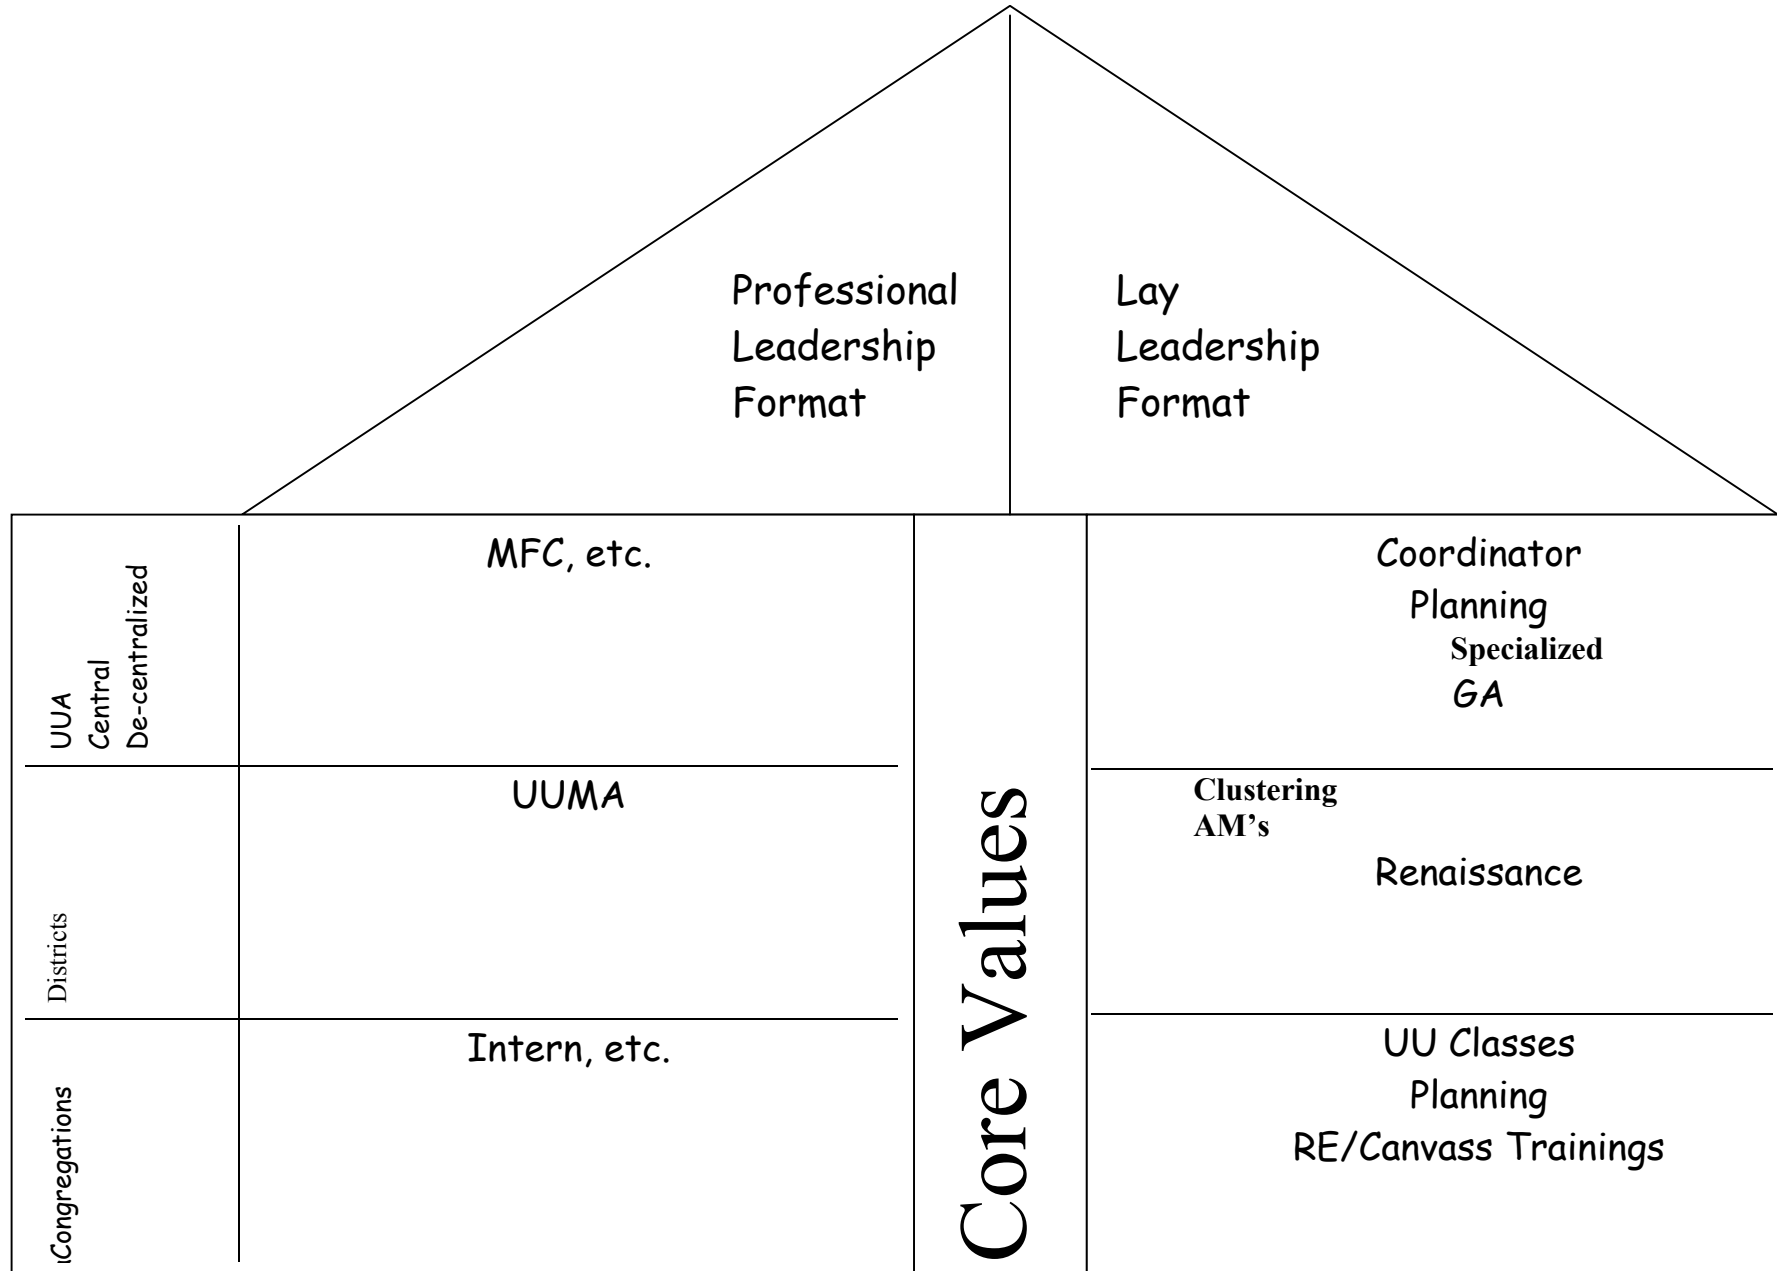 Professional
Leadership
Format
Lay
Leadership
Format
UUA
Central
De-centralized
MFC, etc.
Coordinator
Planning
Specialized
GA
Districts
UUMA
Clustering
AM’s
Renaissance
Congregations
Intern, etc.
UU Classes
Planning
RE/Canvass Trainings
Core Values